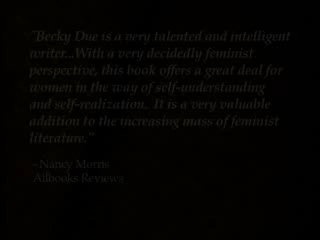 "Becky Due is a very talented and intelligent
writer...With a very decidedly feminist
perspective, this book offers a great deal for
women in the way of self-understanding
and self-realization. It is a very valuable
addition to the increasing mass of feminist
literature."
~Nancy Morris
Allbooks Reviews